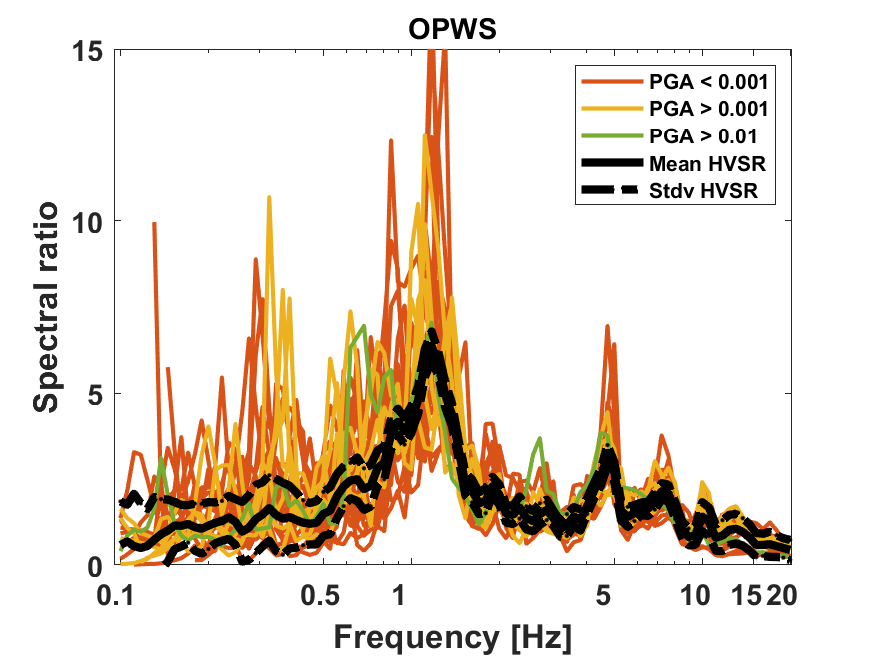 OPWS
15
10
5
0
Spectral ratio
PGA < 0.001
PGA > 0.001
PGA > 0.01
Mean HVSR
Stdv HVSR
0.1 0.5 1 5 10 15 20
Frequency [Hz]